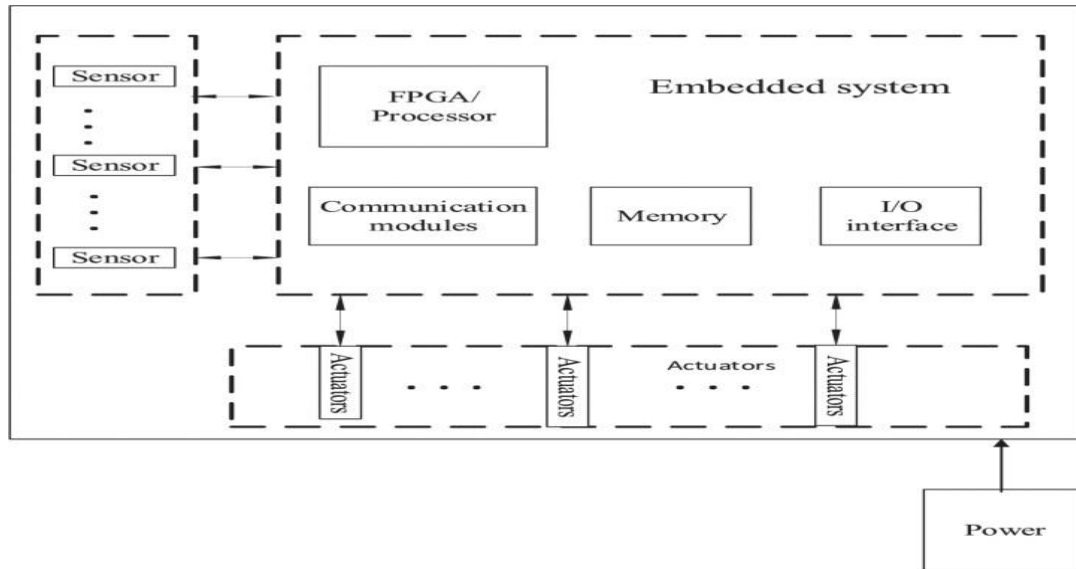 Sensor
Sensor
Sensor
FPGA/
Processor
Embedded system
Communication
modules
Memory
I/O
interface
Actuators
Actuators
Actuators
Actuators
Power